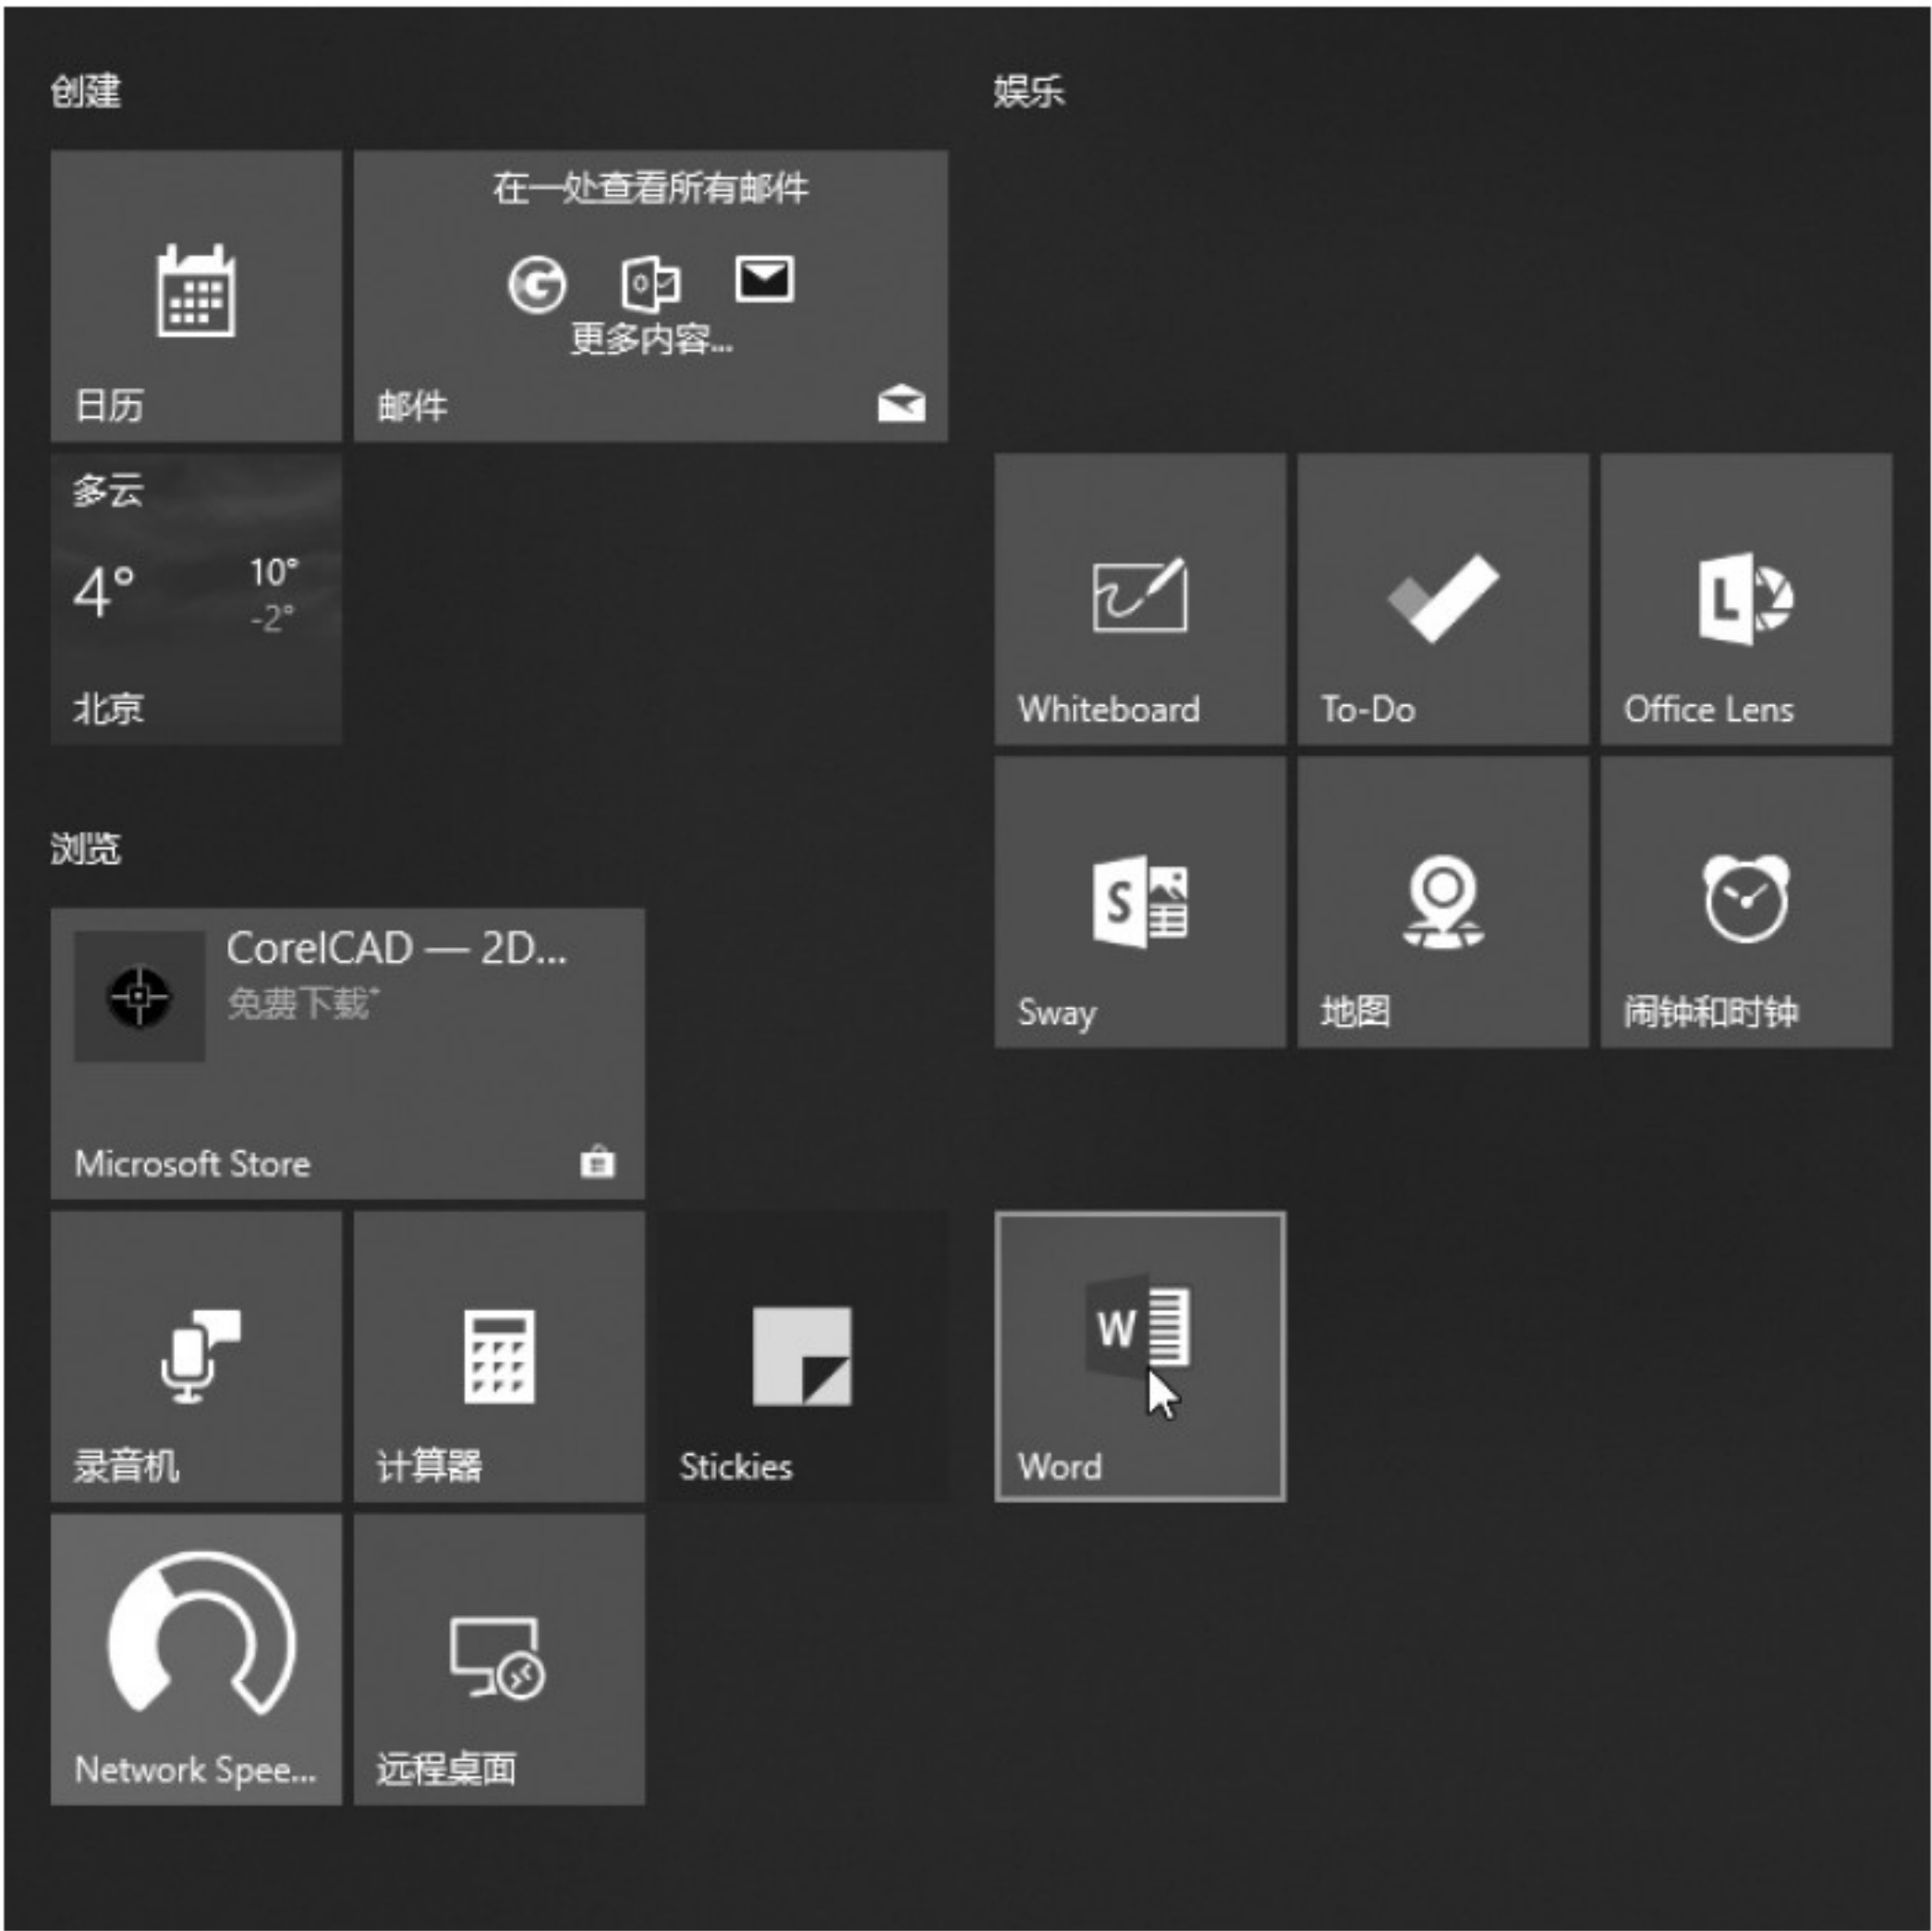 创建
日历
在一处查看所有邮件
更多内容...
邮件
多云
4°
10°
-2°
北京
浏览
CorelCAD — 2D...
免费下载+
Microsoft Store
录音机
计算器
Stickies
Network Spee...
远程桌面
娱乐
Whiteboard
To-Do
Office Lens
Sway
地图
闹钟和时钟
Word